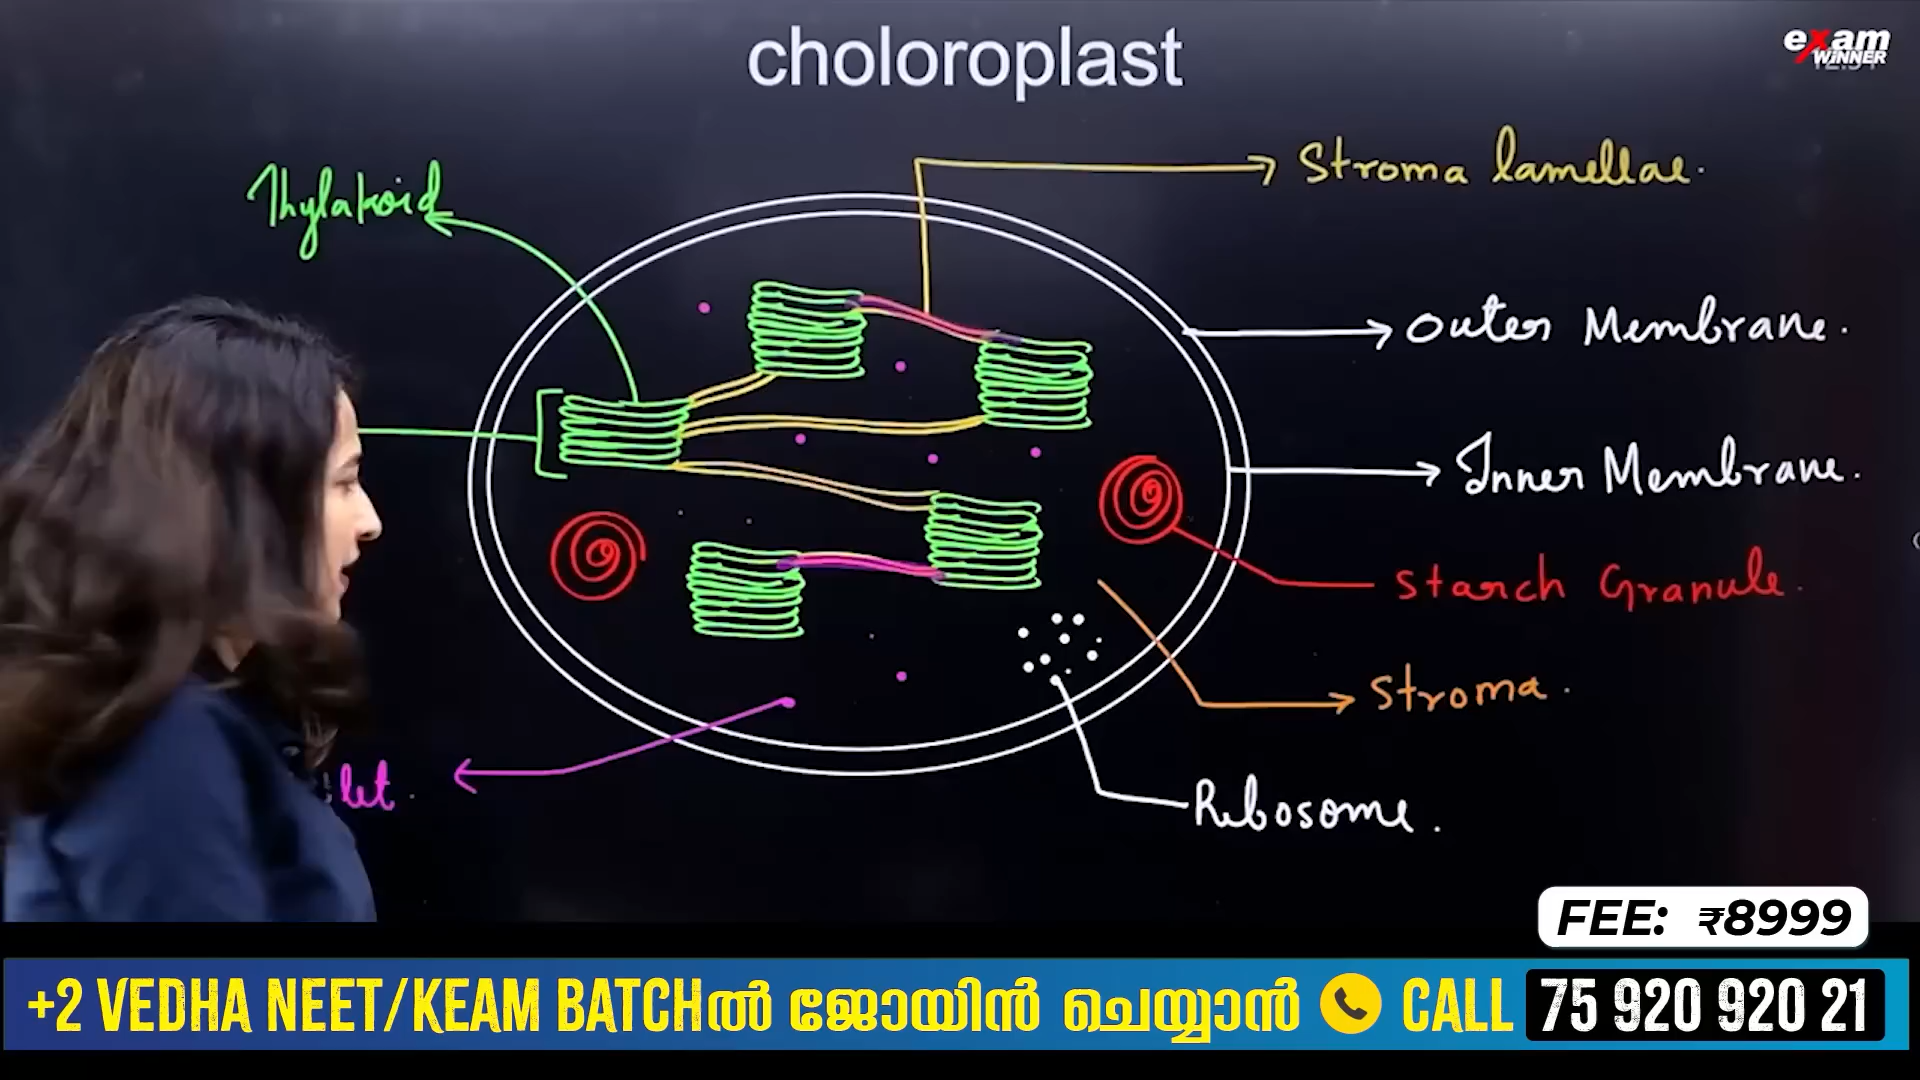 choloroplast
exam
WINNER
Thylakoid
Stroma lamellae.
Outer Membrane.
Inner Membrane.
Starch Granule.
Stroma.
let.
Ribosome.
FEE: ₹8999
+2 VEDHA NEET/KEAM BATCHൽ ജോയിൻ ചെയ്യാൻ CALL 75 920 920 21